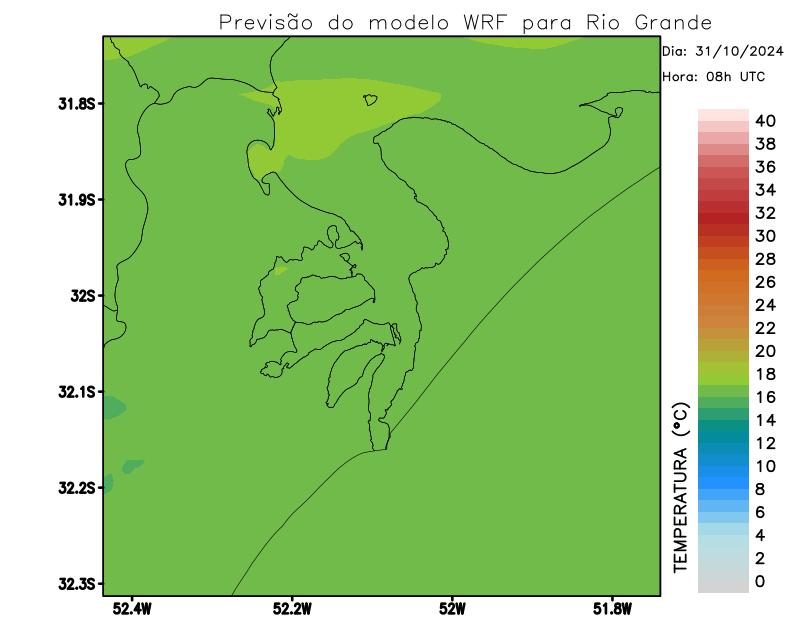 Previsão do modelo WRF para Rio Grande
Dia: 31/10/2024
Hora: 08h UTC
31.8S
31.9S
32S
32.1S
32.2S
32.3S
52.4W
52.2W
52W
51.8W
TEMPERATURA (°C)
40
38
36
34
32
30
28
26
24
22
20
18
16
14
12
10
8
6
4
2
0